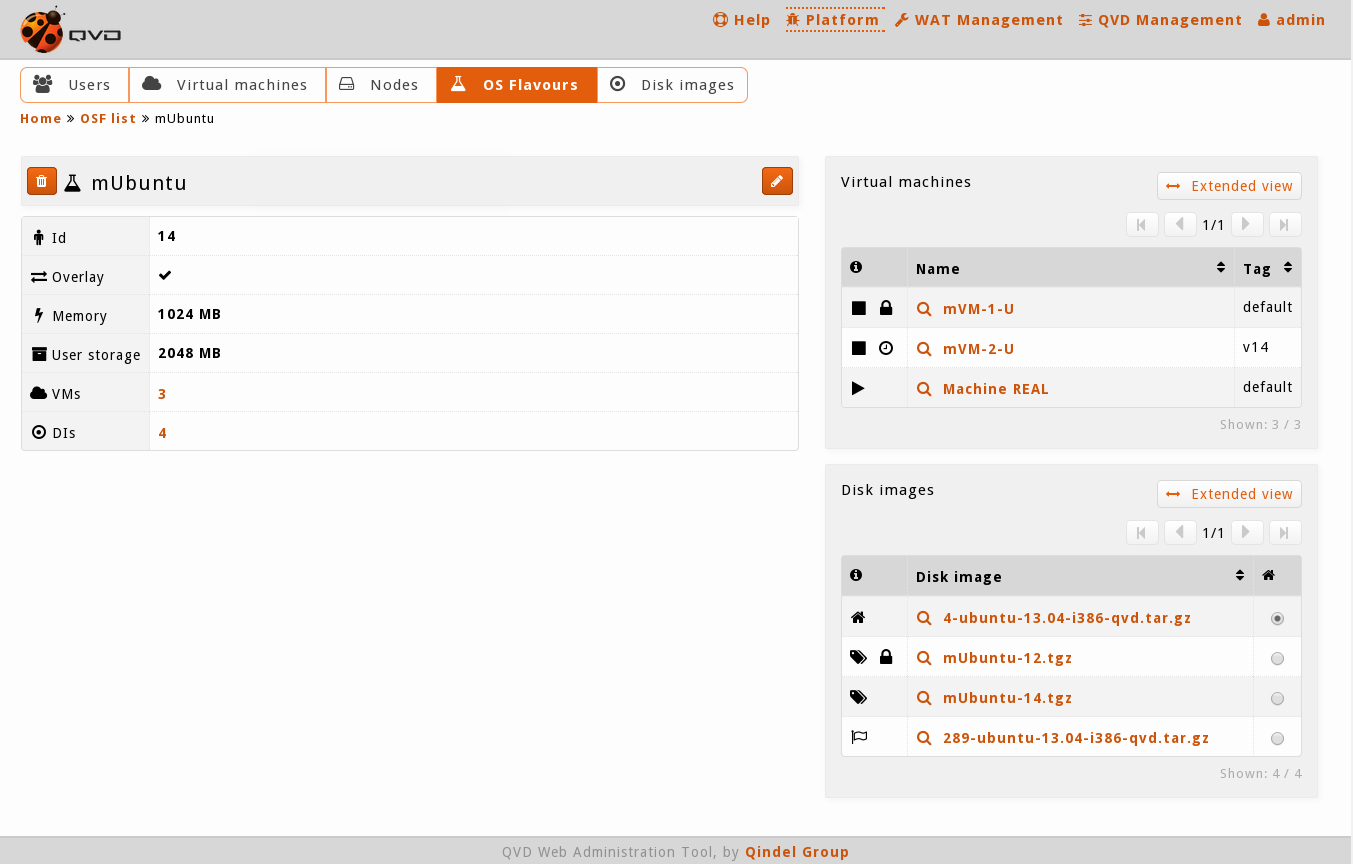 QVD
Help Platform WAT Management QVD Management admin
Users Virtual machines Nodes OS Flavours Disk images
Home » OSF list » mUbuntu
mUbuntu
Id 14
Overlay
Memory 1024 MB
User storage 2048 MB
VMs 3
DIs 4
Virtual machines
Extended view
1/1
Name Tag
mVM-1-U default
mVM-2-U v14
Machine REAL default
Shown: 3 / 3
Disk images
Extended view
1/1
Disk image
4-ubuntu-13.04-i386-qvd.tar.gz
mUbuntu-12.tgz
mUbuntu-14.tgz
289-ubuntu-13.04-i386-qvd.tar.gz
Shown: 4 / 4
QVD Web Administration Tool, by Qindel Group